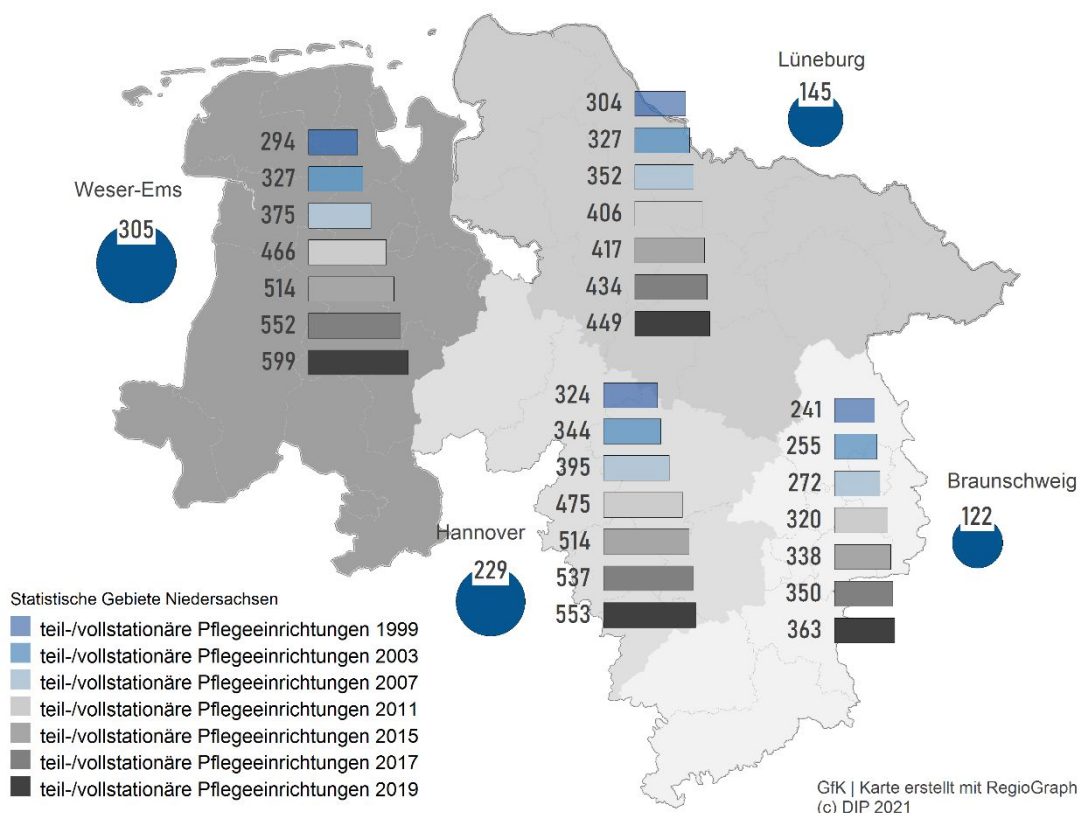 Lüneburg
145
304
327
352
406
417
434
449
Weser-Ems
305
294
327
375
466
514
552
599
Hannover
229
324
344
395
475
514
537
553
Braunschweig
122
241
255
272
320
338
350
363
Statistische Gebiete Niedersachsen
teil-/vollstationäre Pflegeeinrichtungen 1999
teil-/vollstationäre Pflegeeinrichtungen 2003
teil-/vollstationäre Pflegeeinrichtungen 2007
teil-/vollstationäre Pflegeeinrichtungen 2011
teil-/vollstationäre Pflegeeinrichtungen 2015
teil-/vollstationäre Pflegeeinrichtungen 2017
teil-/vollstationäre Pflegeeinrichtungen 2019
GfK | Karte erstellt mit RegioGraph
(c) DIP 2021